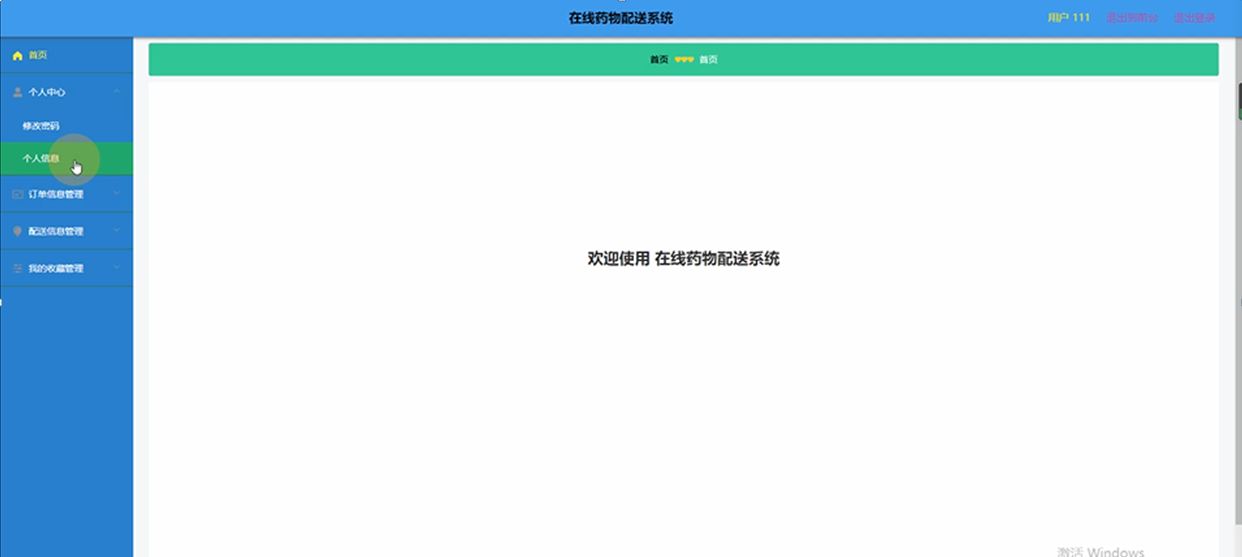 在线药物配送系统
用户 111 退出到前台 退出登录
首页
首页 首页
个人中心
修改密码
个人信息
订单信息管理
配送信息管理
我的收藏管理
欢迎使用 在线药物配送系统
激活 Windows